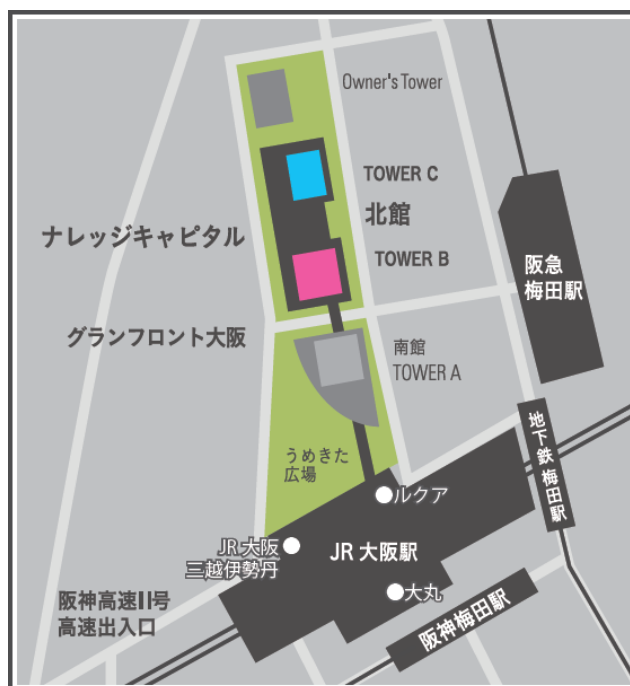 Owner's Tower
TOWER C
北館
ナレッジキャピタル
TOWER B
阪急
梅田駅
グランフロント大阪
南館
TOWER A
うめきた
広場
地下鉄 梅田駅
ルクア
JR 大阪
三越伊勢丹
JR 大阪駅
大丸
阪神高速11号
高速出入口
阪神梅田駅